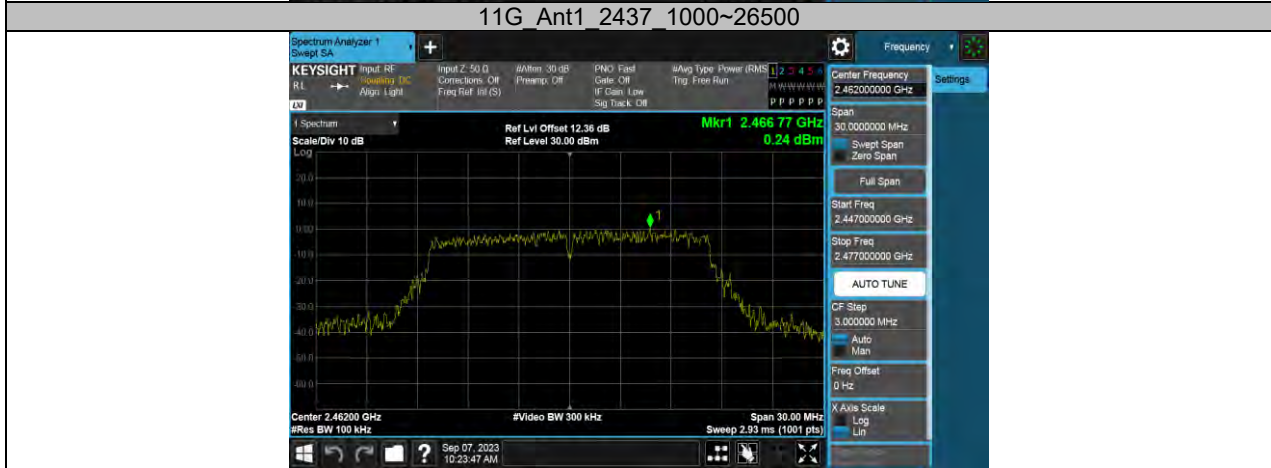 11G_Ant1_2437_1000~26500
Spectrum Analyzer 1
Swept SA
+
Frequency
KEYSIGHT
Input: RF
Coupling: DC
Align: Light
RL
LXI
Input Z: 50 Ω
Corrections: Off
Freq Ref: Int (S)
#Atten: 30 dB
Preamp: Off
PNO: Fast
Gate: Off
IF Gain: Low
Sig Track: Off
#Avg Type: Power (RMS
Trig: Free Run
1 2 3 4 5 6
M W W W W W
P P P P P P
1 Spectrum
Scale/Div 10 dB
Log
Ref Lvl Offset 12.36 dB
Ref Level 30.00 dBm
Mkr1 2.466 77 GHz
0.24 dBm
20.0
10.0
0.00
-10.0
-20.0
-30.0
-40.0
-50.0
-60.0
1
Center 2.46200 GHz
#Res BW 100 kHz
#Video BW 300 kHz
Span 30.00 MHz
Sweep 2.93 ms (1001 pts)
Center Frequency
2.462000000 GHz
Settings
Span
30.0000000 MHz
Swept Span
Zero Span
Full Span
Start Freq
2.447000000 GHz
Stop Freq
2.477000000 GHz
AUTO TUNE
CF Step
3.000000 MHz
Auto
Man
Freq Offset
0 Hz
X Axis Scale
Log
Lin
?
Sep 07, 2023
10:23:47 AM